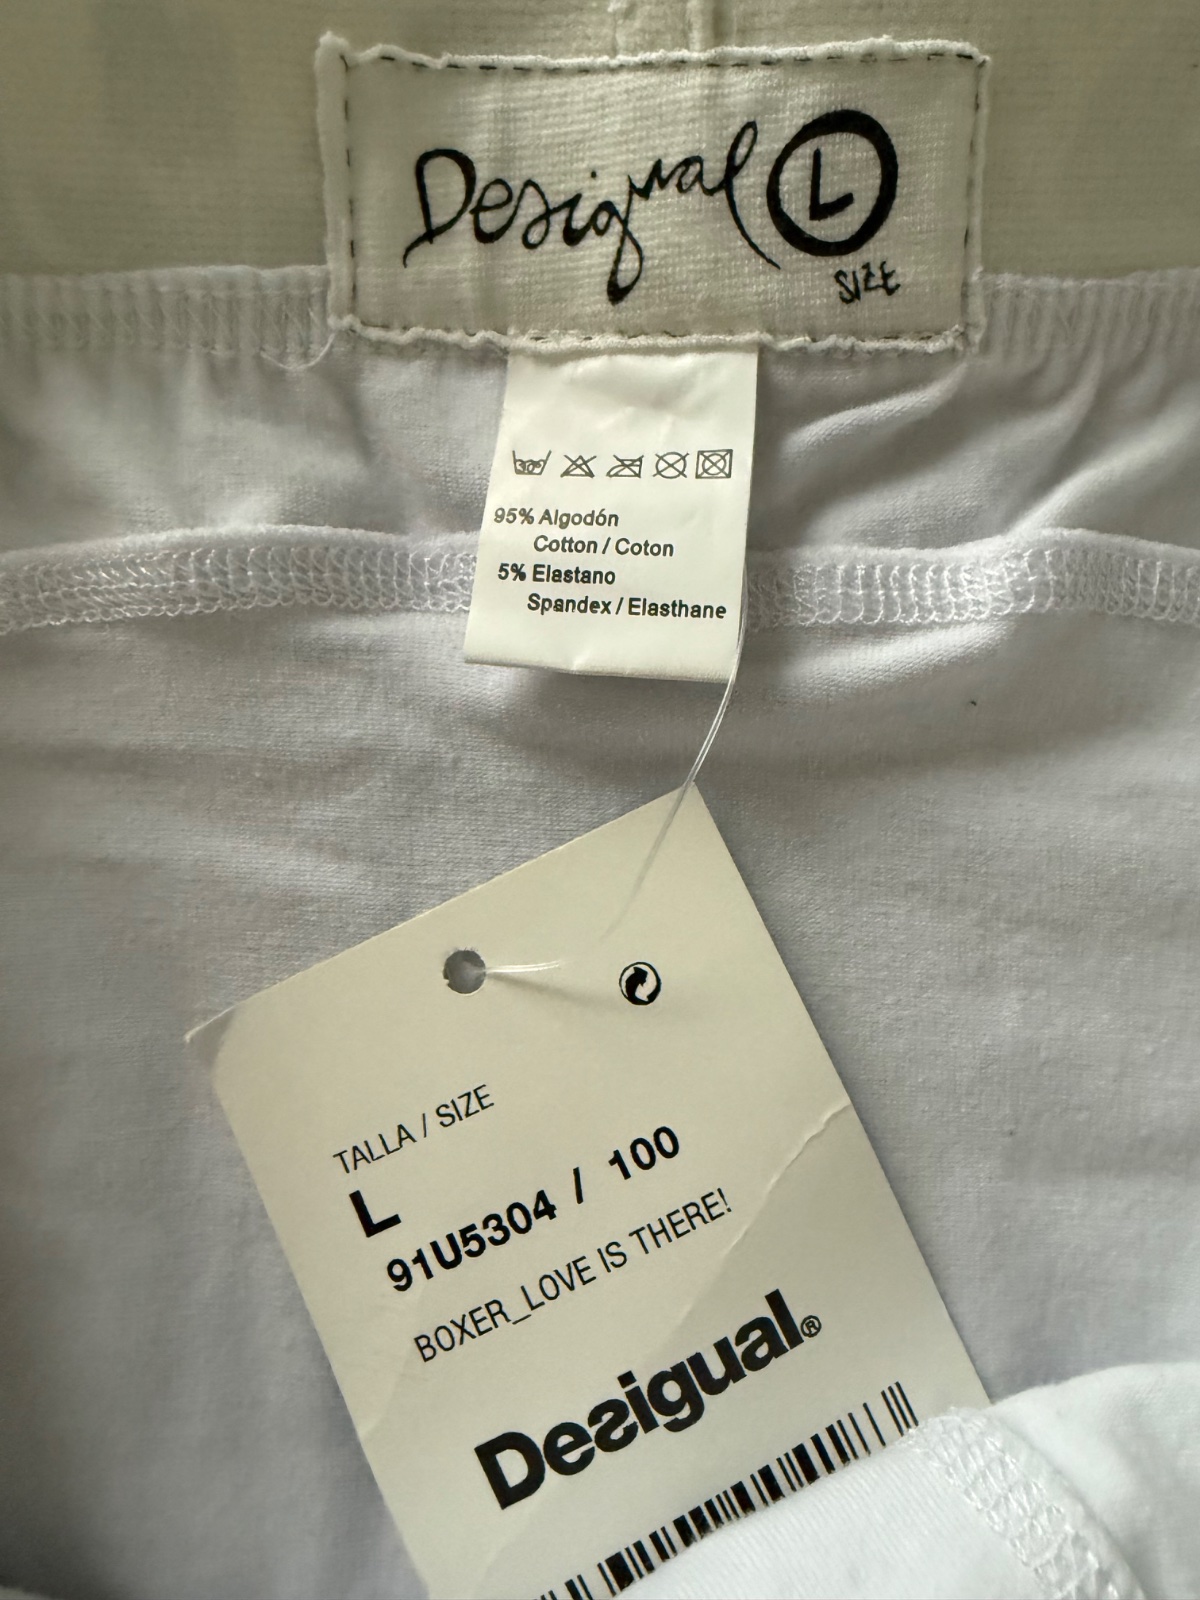 Desigual L
SIZE
30°
95% Algodón
Cotton / Coton
5% Elastano
Spandex / Elasthane
TALLA / SIZE
L
91U5304 / 100
BOXER_LOVE IS THERE!
Desigual®